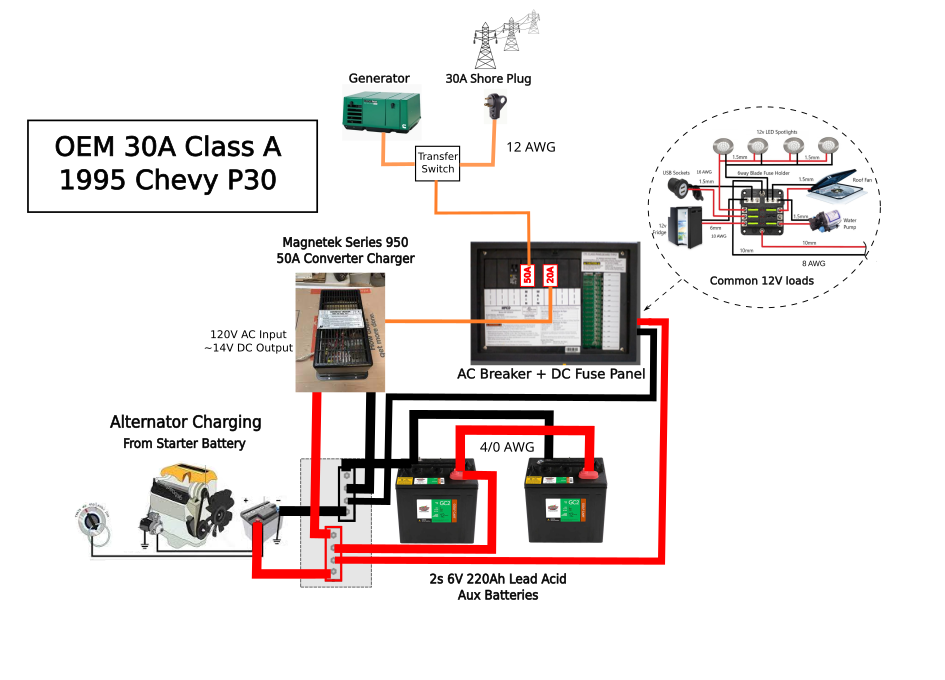 Generator
30A Shore Plug
OEM 30A Class A
1995 Chevy P30
12 AWG
Transfer
Switch
12v LED Spotlights
1.5mm
1.5mm
USB Sockets
16 AWG
1.5mm
6way Blade Fuse Holder
1.5mm
Roof Fan
12v
Fridge
6mm
10 AWG
1.5mm
Water
Pump
10mm
10mm
8 AWG
Common 12V loads
Magnetek Series 950
50A Converter Charger
50A
20A
120V AC Input
~14V DC Output
AC Breaker + DC Fuse Panel
Alternator Charging
From Starter Battery
4/0 AWG
+
−
GC2
GC2
2s 6V 220Ah Lead Acid
Aux Batteries